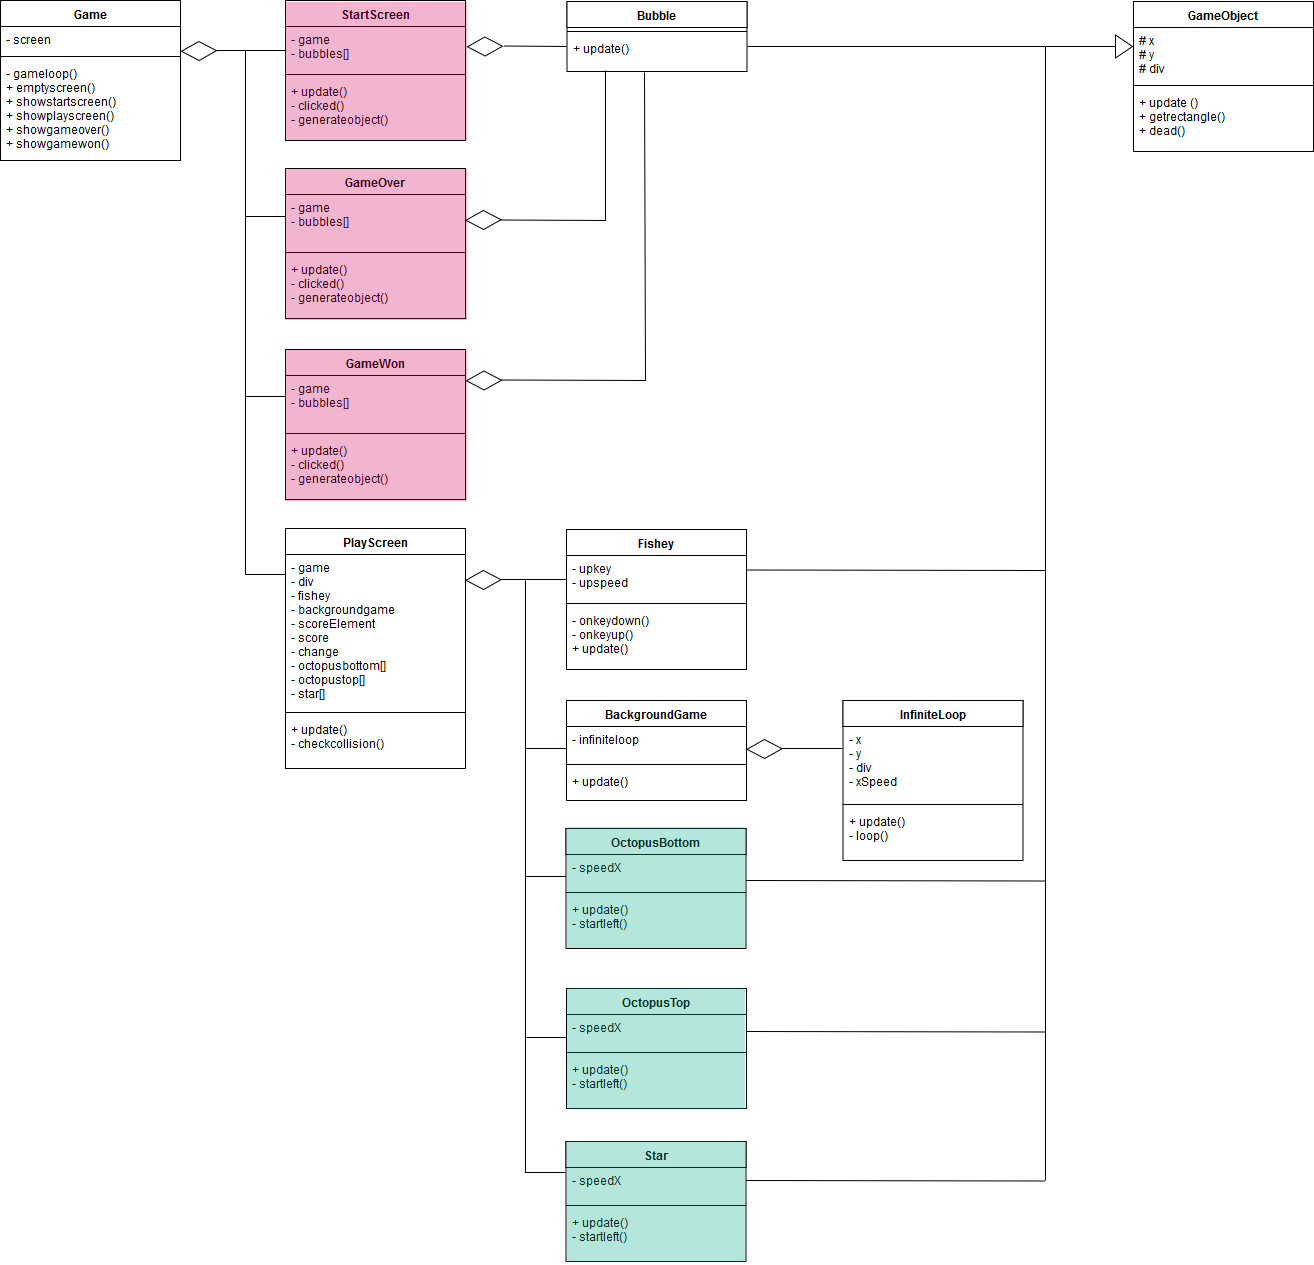 Game
- screen
- gameloop()
+ emptyscreen()
+ showstartscreen()
+ showplayscreen()
+ showgameover()
+ showgamewon()
StartScreen
- game
- bubbles[]
+ update()
- clicked()
- generateobject()
Bubble
+ update()
GameObject
# x
# y
# div
+ update ()
+ getrectangle()
+ dead()
GameOver
- game
- bubbles[]
+ update()
- clicked()
- generateobject()
GameWon
- game
- bubbles[]
+ update()
- clicked()
- generateobject()
PlayScreen
- game
- div
- fishey
- backgroundgame
- scoreElement
- score
- change
- octopusbottom[]
- octopustop[]
- star[]
+ update()
- checkcollision()
Fishey
- upkey
- upspeed
- onkeydown()
- onkeyup()
+ update()
BackgroundGame
- infiniteloop
+ update()
InfiniteLoop
- x
- y
- div
- xSpeed
+ update()
- loop()
OctopusBottom
- speedX
+ update()
- startleft()
OctopusTop
- speedX
+ update()
- startleft()
Star
- speedX
+ update()
- startleft()